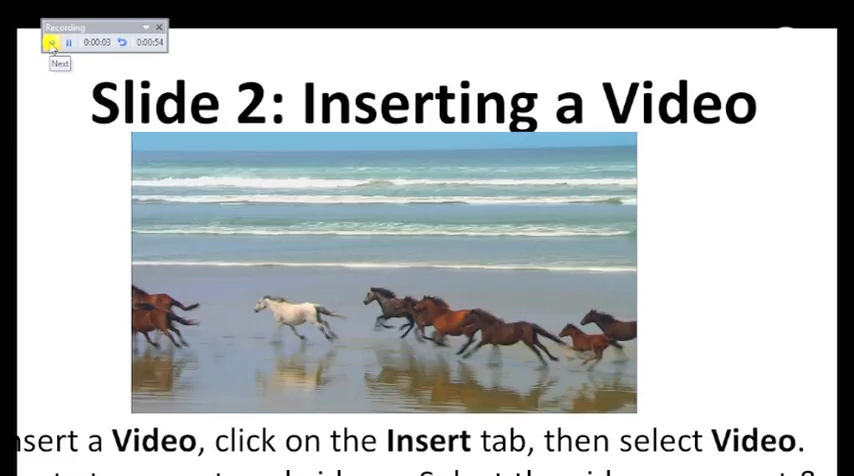 Recording
0:00:03 0:00:54
Next
Slide 2: Inserting a Video
nsert a Video, click on the Insert tab, then select Video.